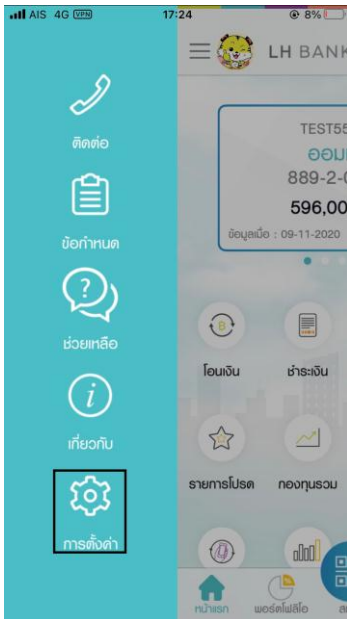 AIS 4G VPN 17:24 8%
ติดต่อ
ข้อกำหนด
ช่วยเหลือ
เกี่ยวกับ
การตั้งค่า
LH BANK
TEST55
889-2-0
596,00
ข้อมูลเมื่อ : 09-11-2020
โอนเงิน ชำระเงิน
รายการโปรด กองทุนรวม
หน้าแรก พอร์ตโฟลิโอ